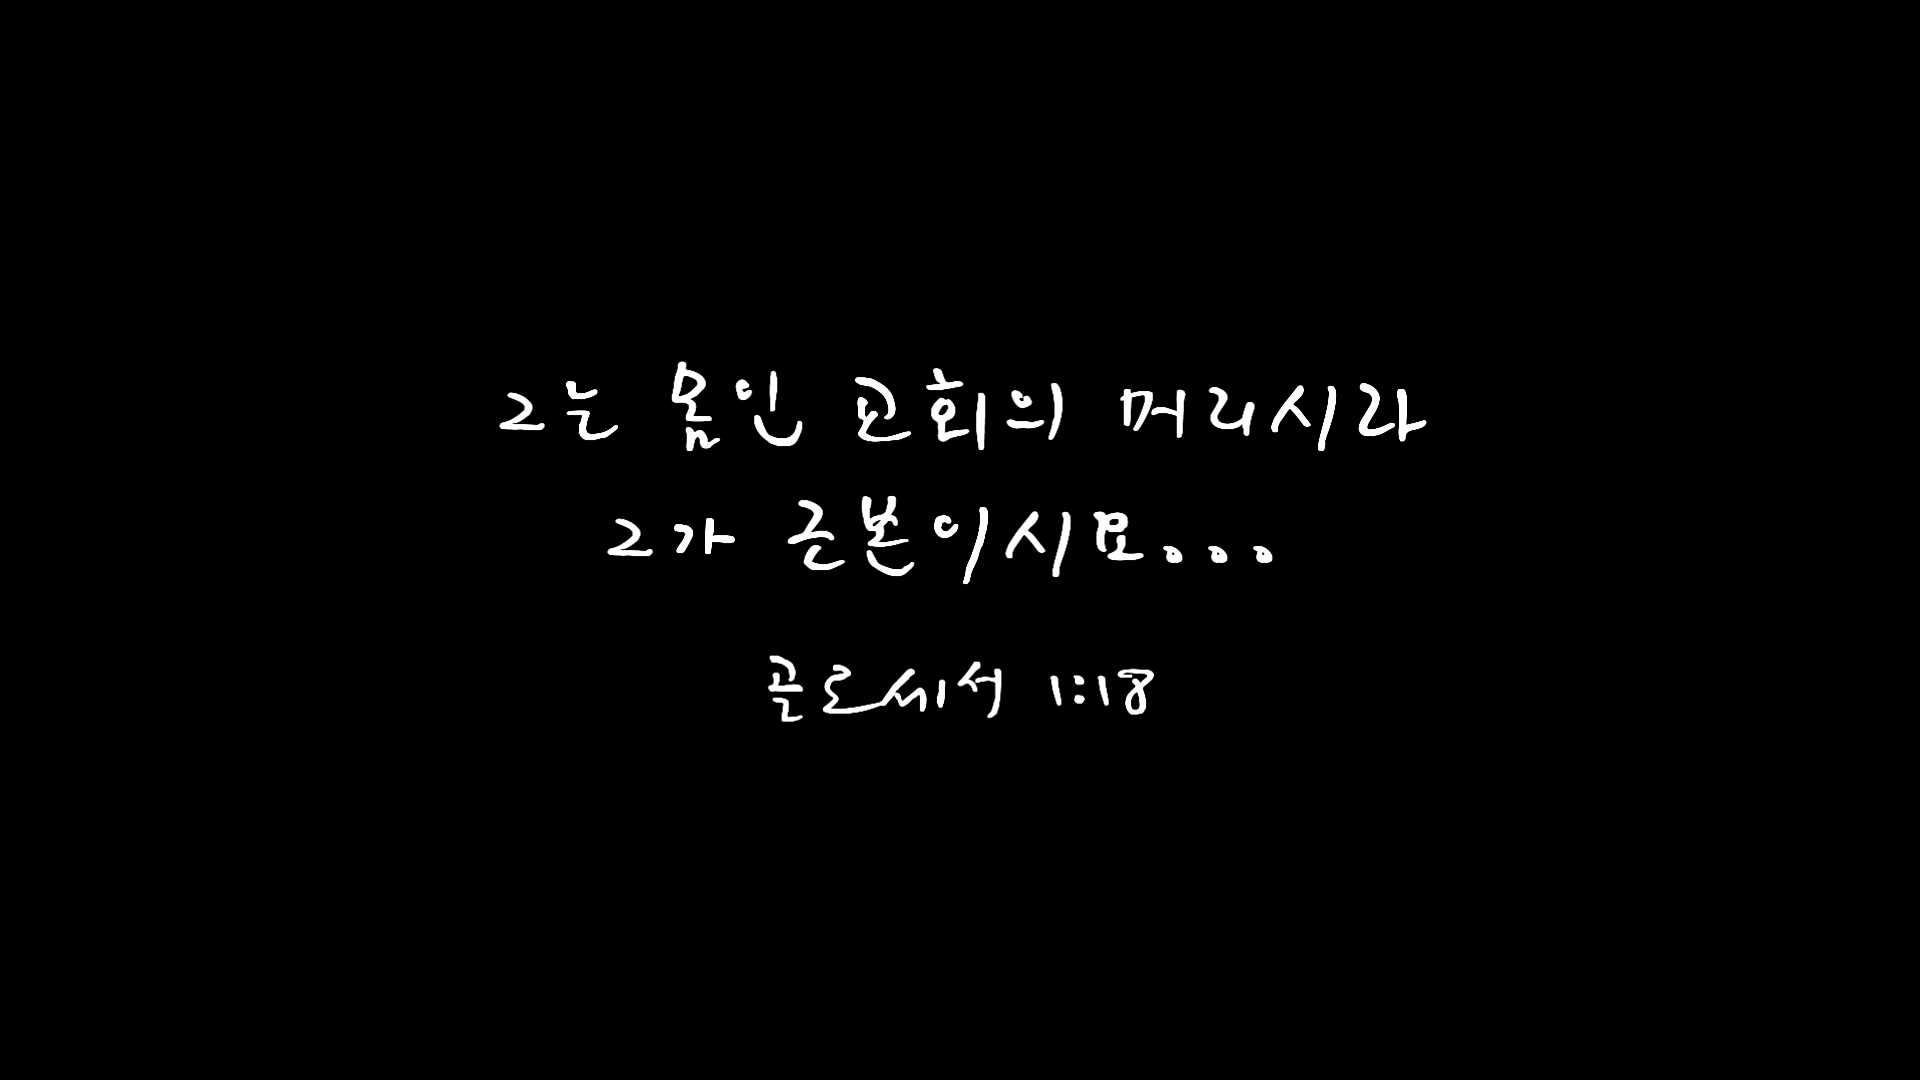 그는 몸인 교회의 머리시라
그가 근본이시요...
골로새서 1:18